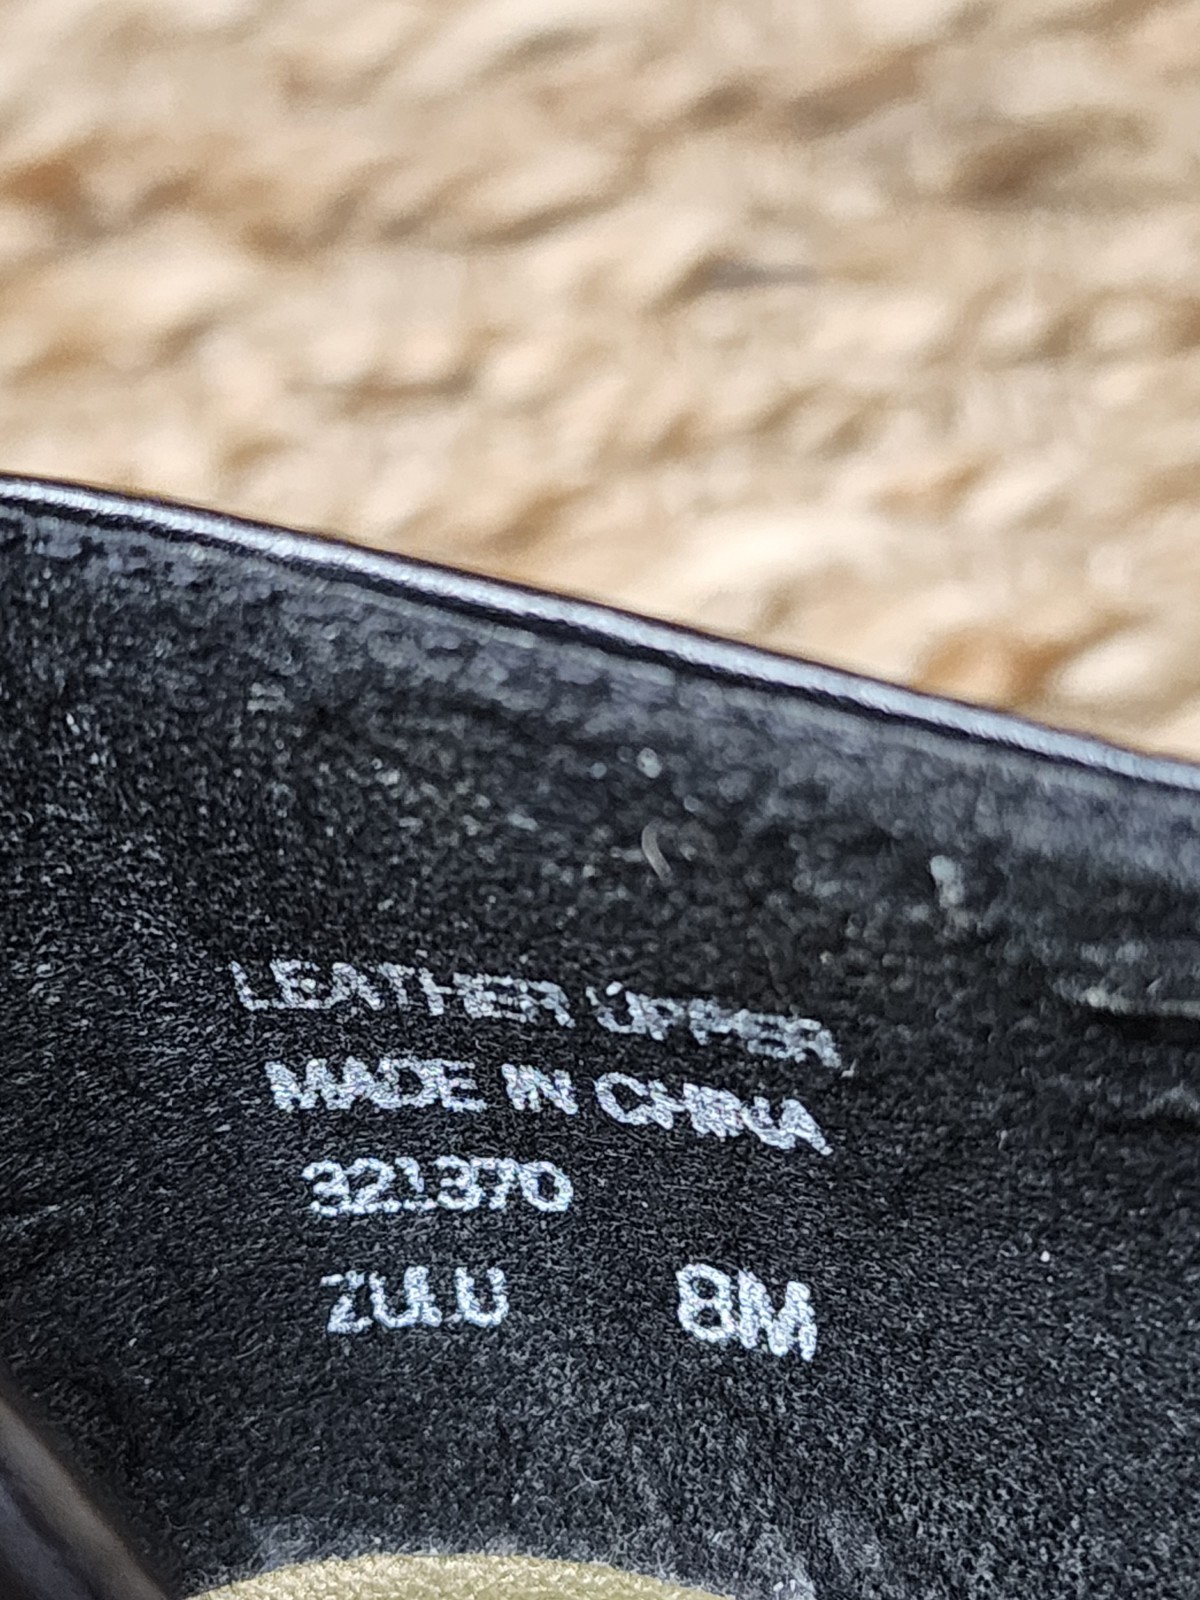 LEATHER UPPER
MADE IN CHINA
321370
ZULU 8M